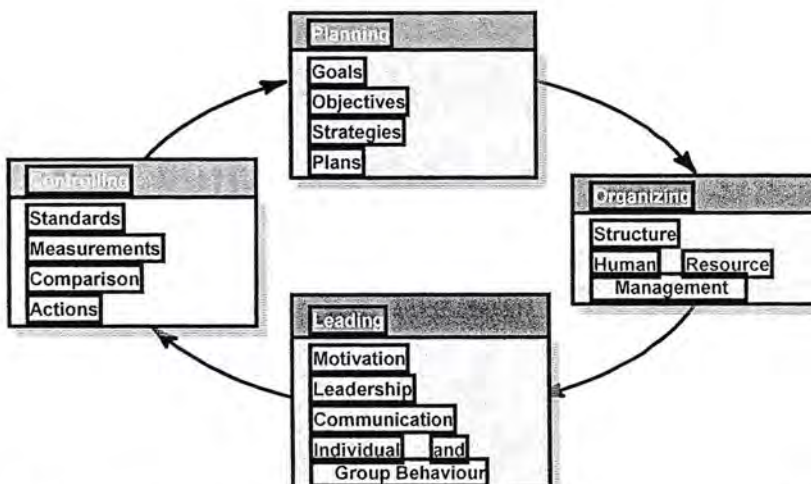 Planning
Goals
Objectives
Strategies
Plans
Organizing
Structure
Human Resource
Management
Leading
Motivation
Leadership
Communication
Individual and
Group Behaviour
Controlling
Standards
Measurements
Comparison
Actions